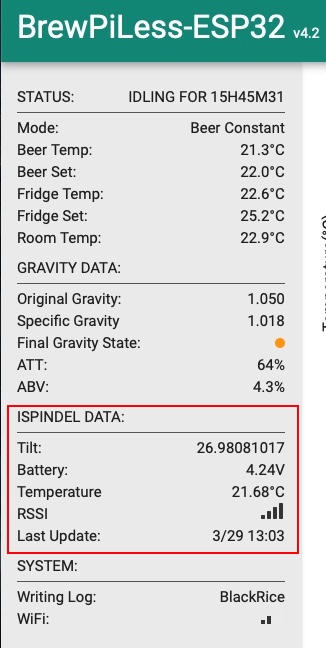 BrewPiLess-ESP32 v4.2
STATUS: IDLING FOR 15H45M31
Mode: Beer Constant
Beer Temp: 21.3°C
Beer Set: 22.0°C
Fridge Temp: 22.6°C
Fridge Set: 25.2°C
Room Temp: 22.9°C
GRAVITY DATA:
Original Gravity: 1.050
Specific Gravity 1.018
Final Gravity State:
ATT: 64%
ABV: 4.3%
ISPINDEL DATA:
Tilt: 26.98081017
Battery: 4.24V
Temperature 21.68°C
RSSI
Last Update: 3/29 13:03
SYSTEM:
Writing Log: BlackRice
WiFi: